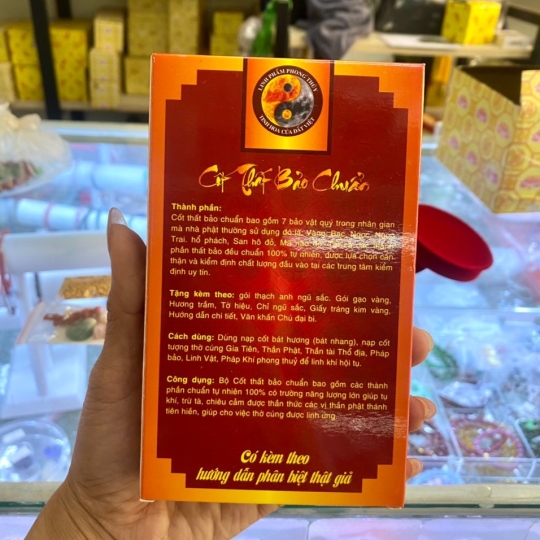 LINH PHẨM PHONG THỦY
TINH HOA CỦA ĐẤT VIỆT
Cốt Thất Bảo Chuẩn
Thành phần:
Cốt thất bảo chuẩn bao gồm 7 bảo vật quý trong nhân gian
mà nhà phật thường sử dụng đó là: Vàng, Bạc, Ngọc, Ngọc
Trai, hổ phách, San hô đỏ, Mã não
phần thất bảo đều chuẩn 100% tự nhiên, được lựa chọn cẩn
thận và kiểm định chất lượng đầu vào tai các trung tâm kiểm
định uy tín.
Tặng kèm theo: gói thạch anh ngũ sắc. Gói gạo vàng,
Hương trầm, Tờ hiệu, Chỉ ngũ sắc, Giấy tráng kim vàng.
Hướng dẫn chi tiết, Văn khấn Chú đại bi.
Cách dùng: Dùng nạp cốt bát hương (bát nhang), nạp cốt
tượng thờ cúng Gia Tiên, Thần Phật, Thần tài Thổ địa, Pháp
bảo, Linh Vật, Pháp Khí phong thuỷ để linh khí hội tụ.
Công dụng: Bộ Cốt thất bảo chuẩn bao gồm các thành
phần chuẩn tự nhiên 100% có trường năng lượng lớn giúp tụ
khí, trừ tà, chiêu cảm được thần thức các vị thần phật thánh
tiên hiền, giúp cho việc thờ cúng được linh ứng.
Có kèm theo
hướng dẫn phân biệt thật giả